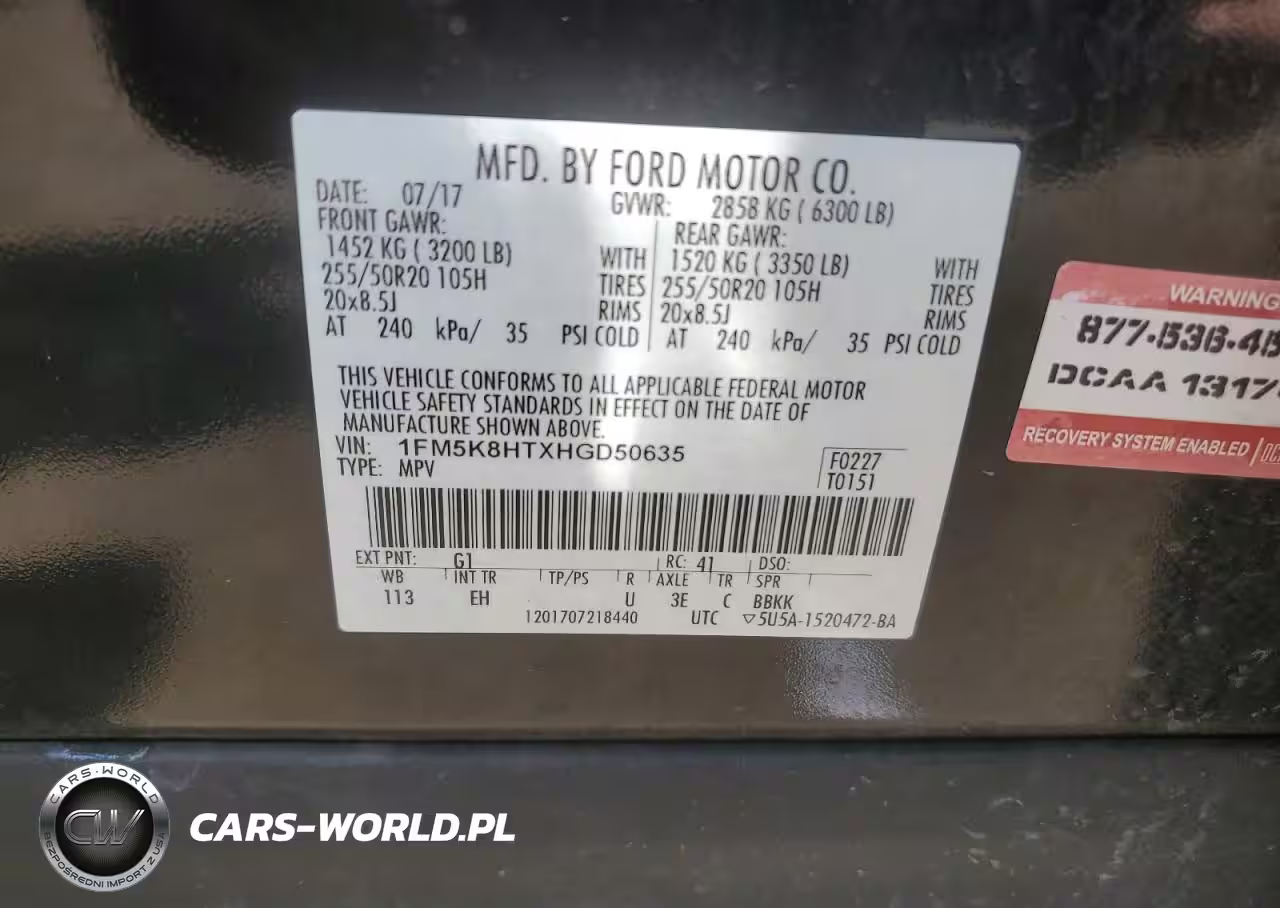 MFD. BY FORD MOTOR CO.
DATE: 07/17 GVWR: 2858 KG ( 6300 LB)
FRONT GAWR: REAR GAWR:
1452 KG ( 3200 LB) WITH 1520 KG ( 3350 LB) WITH
255/50R20 105H TIRES 255/50R20 105H TIRES
20x8.5J RIMS 20x8.5J RIMS
AT 240 kPa/ 35 PSI COLD AT 240 kPa/ 35 PSI COLD
THIS VEHICLE CONFORMS TO ALL APPLICABLE FEDERAL MOTOR
VEHICLE SAFETY STANDARDS IN EFFECT ON THE DATE OF
MANUFACTURE SHOWN ABOVE.
VIN: 1FM5K8HTXHGD50635
TYPE: MPV
F0227
T0151
EXT PNT: G1 RC: 41 DSO:
WB INT TR TP/PS R AXLE TR SPR
113 EH U 3E C BBKK
1201707218440 UTC ▽5U5A-1520472-BA
WARNING
877-536-45
DCAA 1317
RECOVERY SYSTEM ENABLED
CARS-WORLD
CW
BEZPOŚREDNI IMPORT Z USA
CARS-WORLD.PL